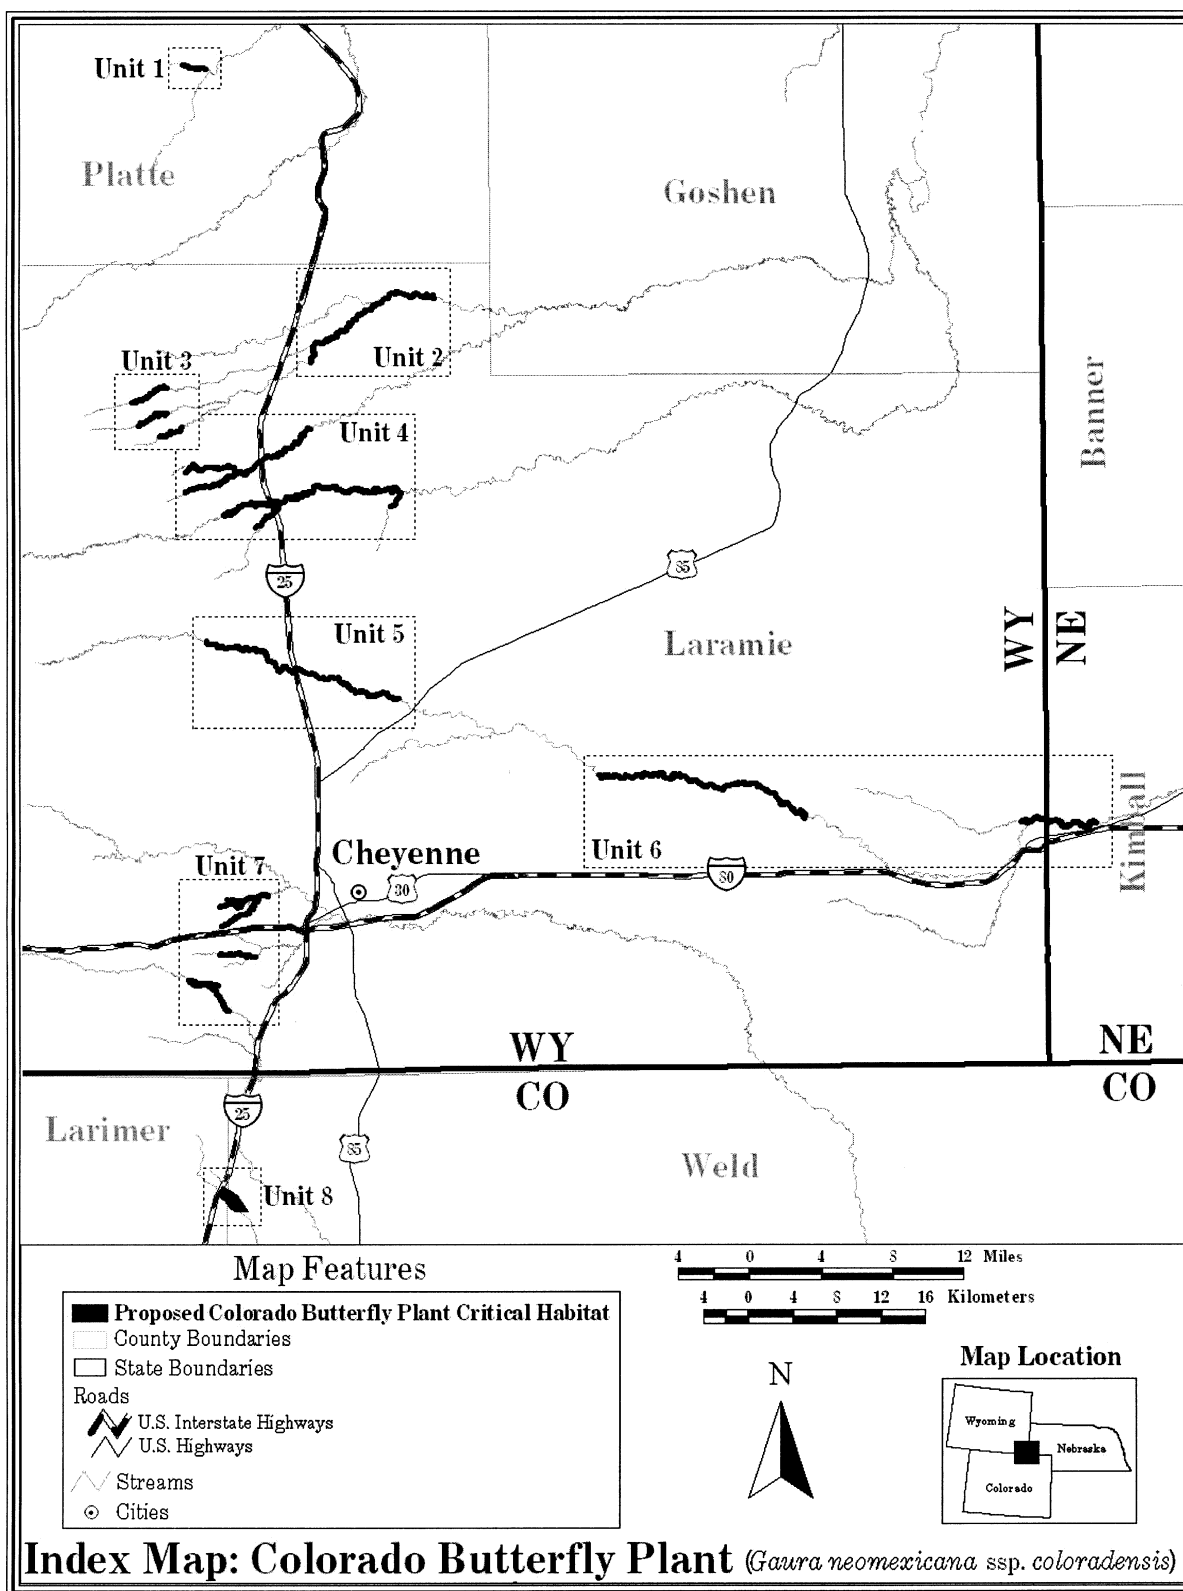 Unit 1
Platte
Goshen
Unit 2
Unit 3
Unit 4
Banner
25
85
Unit 5
Laramie
WY
NE
Kimball
Unit 6
Unit 7
Cheyenne
30
80
WY
NE
CO
CO
25
Larimer
85
Weld
Unit 8
Map Features
Proposed Colorado Butterfly Plant Critical Habitat
County Boundaries
State Boundaries
Roads
U.S. Interstate Highways
U.S. Highways
Streams
Cities
4 0 4 8 12 Miles
4 0 4 8 12 16 Kilometers
N
Map Location
Wyoming
Nebraska
Colorado
Index Map: Colorado Butterfly Plant (Gaura neomexicana ssp. coloradensis)